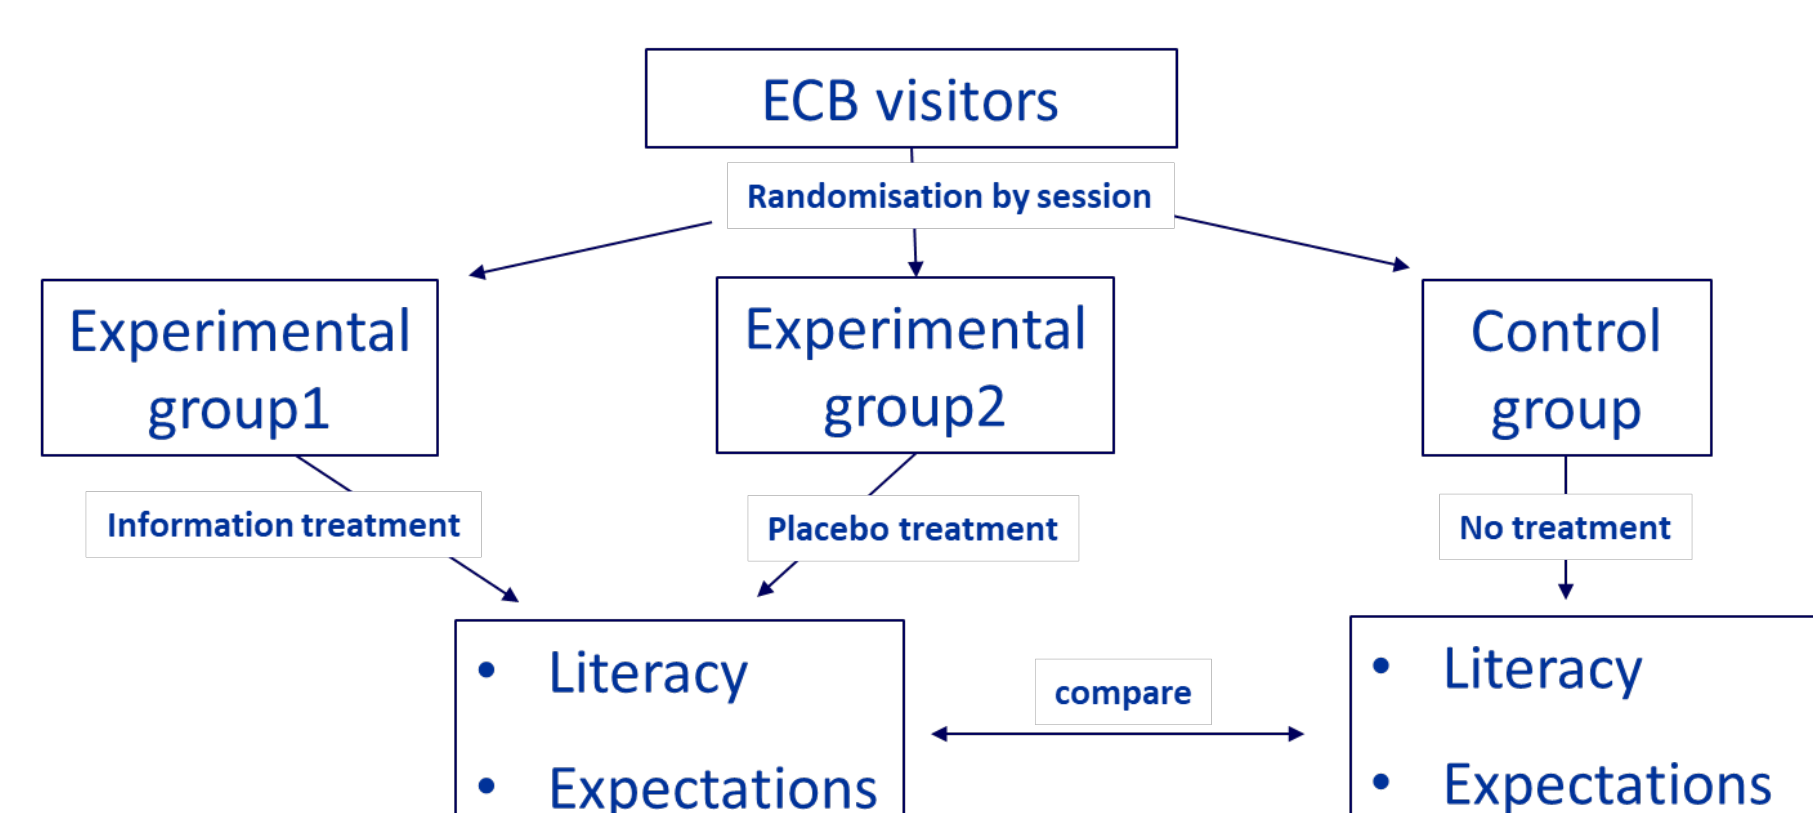 ECB visitors
Randomisation by session
Experimental
group1
Experimental
group2
Control
group
Information treatment
Placebo treatment
No treatment
• Literacy
• Expectations
compare
• Literacy
• Expectations